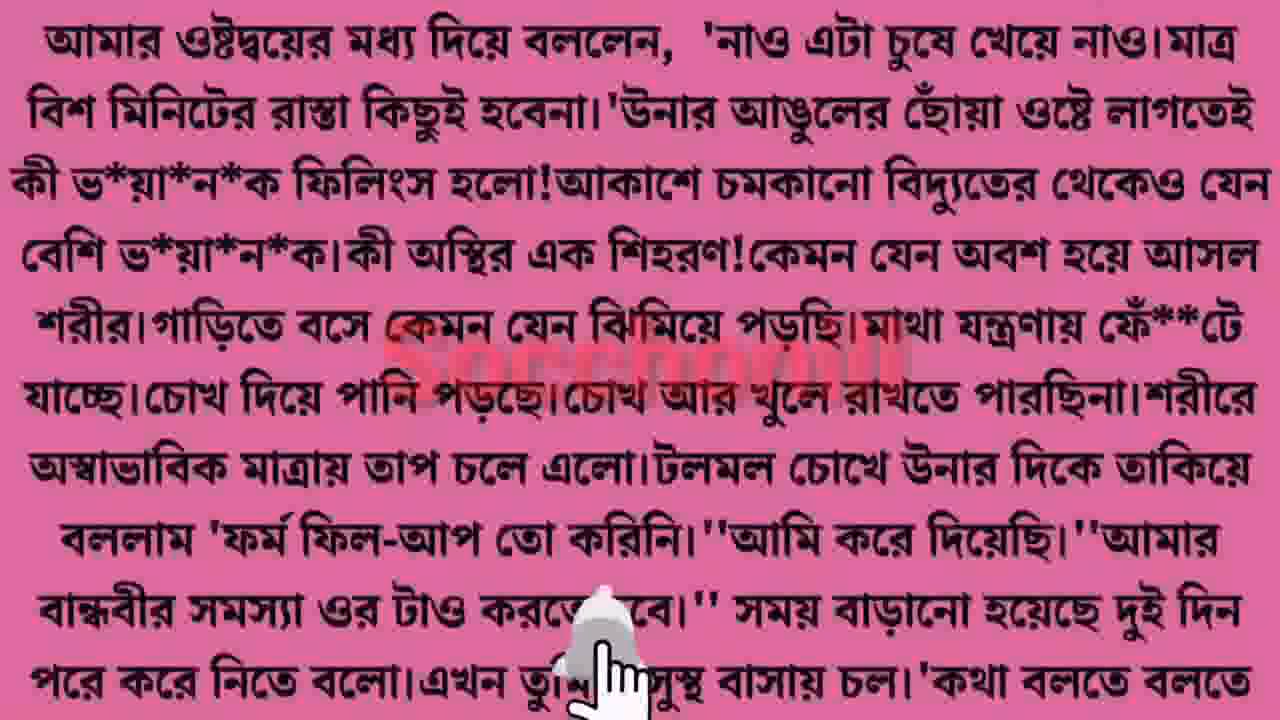 আমার ওষ্টদ্বয়ের মধ্য দিয়ে বললেন, 'নাও এটা চুষে খেয়ে নাও।মাত্র
বিশ মিনিটের রাস্তা কিছুই হবেনা।'উনার আঙুলের ছোঁয়া ওষ্টে লাগতেই
কী ভ*য়া*ন*ক ফিলিংস হলো!আকাশে চমকানো বিদ্যুতের থেকেও যেন
বেশি ভ*য়া*ন*ক।কী অস্থির এক শিহরণ!কেমন যেন অবশ হয়ে আসল
শরীর।গাড়িতে বসে কেমন যেন ঝিমিয়ে পড়ছি।মাথা যন্ত্রণায় ফেঁ**টে
যাচ্ছে।চোখ দিয়ে পানি পড়ছে।চোখ আর খুলে রাখতে পারছিনা।শরীরে
অস্বাভাবিক মাত্রায় তাপ চলে এলো।টলমল চোখে উনার দিকে তাকিয়ে
বললাম 'ফর্ম ফিল-আপ তো করিনি।''আমি করে দিয়েছি।''আমার
বান্ধবীর সমস্যা ওর টাও করতে হবে।'' সময় বাড়ানো হয়েছে দুই দিন
পরে করে নিতে বলো।এখন তুমি বাসায় চল।'কথা বলতে বলতে